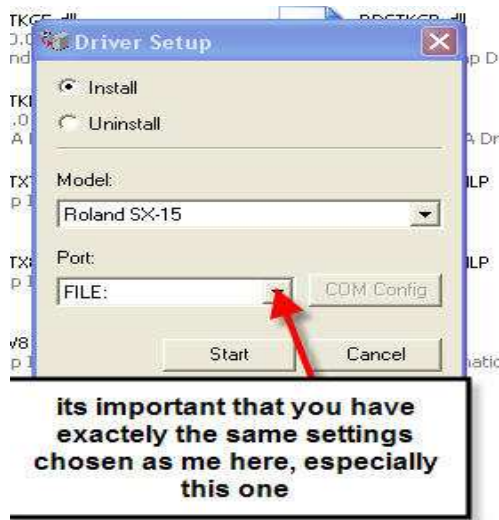 Driver Setup
Install
Uninstall
Model:
Roland SX-15
Port:
FILE:
COM Config
Start
Cancel
its important that you have
exactely the same settings
chosen as me here, especially
this one